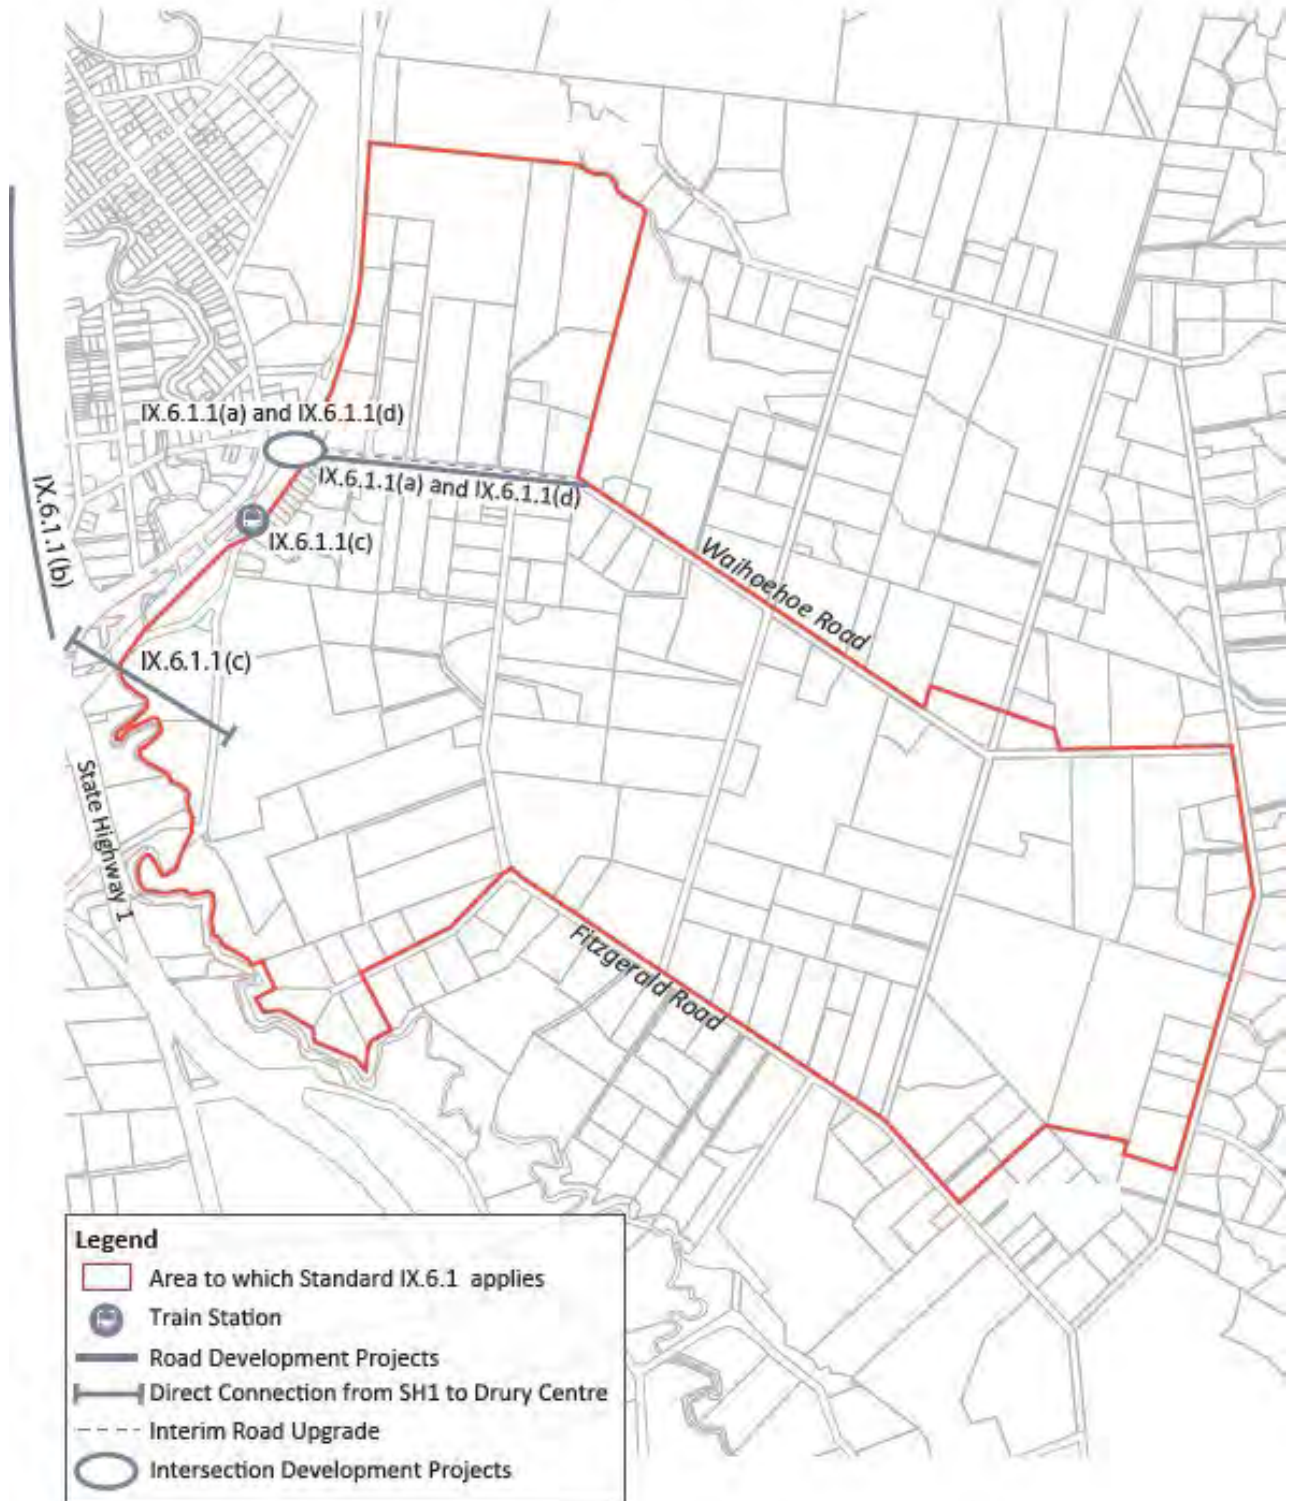 IX.6.1.1(a) and IX.6.1.1(d)
IX.6.1.1(b)
IX.6.1.1(a) and IX.6.1.1(d)
IX.6.1.1(c)
Waihoehoe Road
IX.6.1.1(c)
State Highway 1
Fitzgerald Road
Legend
Area to which Standard IX.6.1 applies
Train Station
Road Development Projects
Direct Connection from SH1 to Drury Centre
Interim Road Upgrade
Intersection Development Projects